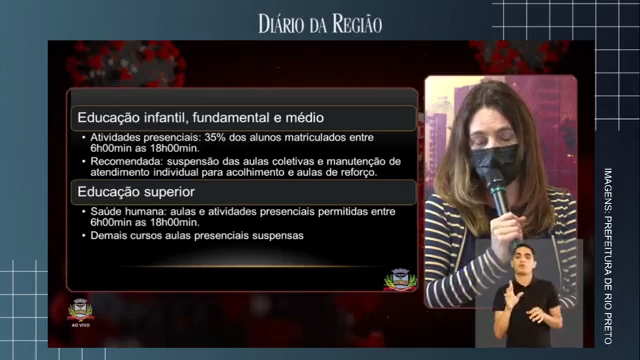 DIÁRIO DA REGIÃO
Educação infantil, fundamental e médio
• Atividades presenciais: 35% dos alunos matriculados entre
6h00min as 18h00min.
• Recomendada: suspensão das aulas coletivas e manutenção de
atendimento individual para acolhimento e aulas de reforço.
Educação superior
• Saúde humana: aulas e atividades presenciais permitidas entre
6h00min as 18h00min.
• Demais cursos aulas presenciais suspensas
AO VIVO
IMAGENS: PREFEITURA DE RIO PRETO